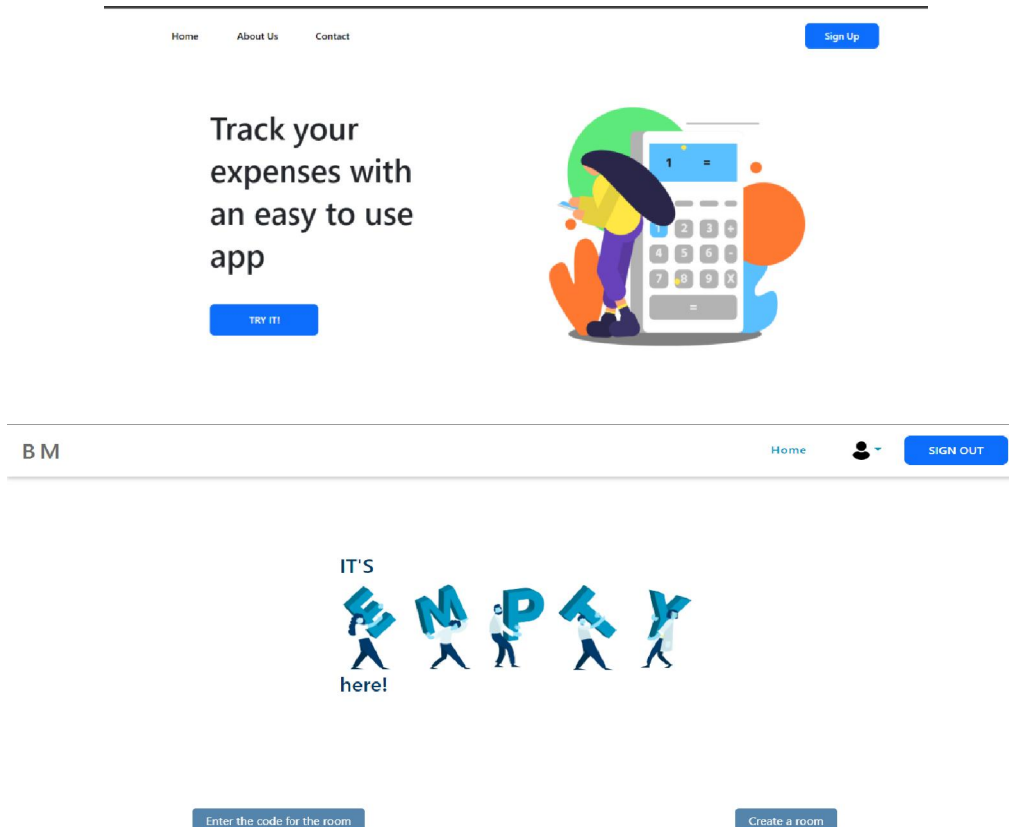 Home About Us Contact Sign Up
Track your
expenses with
an easy to use
app
TRY IT!
1 =
1 2 3 +
4 5 6 -
7 8 9 X
=
B M Home SIGN OUT
IT'S
EMPTY
here!
Enter the code for the room Create a room